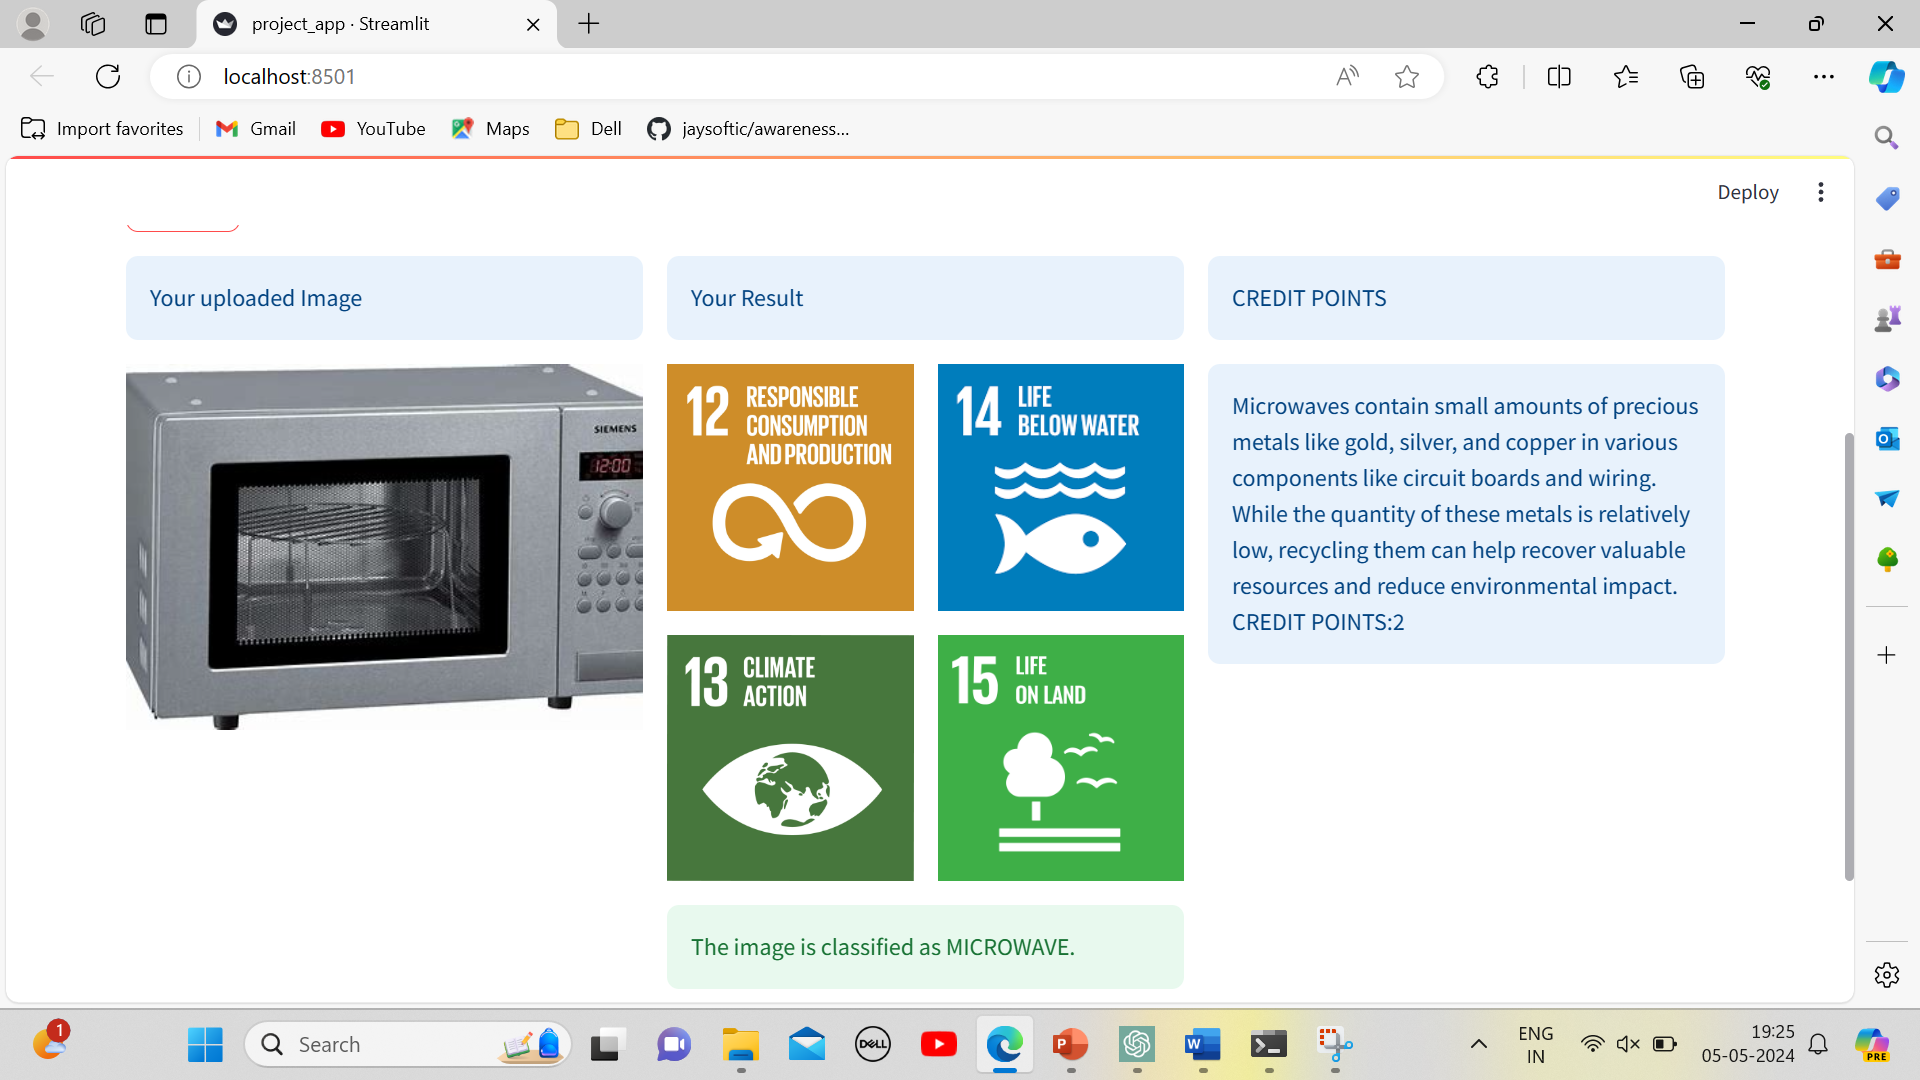 project_app · Streamlit
localhost:8501
Import favorites
Gmail
YouTube
Maps
Dell
jaysoftic/awareness...
Deploy
Your uploaded Image
Your Result
CREDIT POINTS
SIEMENS
12:00
12 RESPONSIBLE
CONSUMPTION
AND PRODUCTION
14 LIFE
BELOW WATER
13 CLIMATE
ACTION
15 LIFE
ON LAND
Microwaves contain small amounts of precious
metals like gold, silver, and copper in various
components like circuit boards and wiring.
While the quantity of these metals is relatively
low, recycling them can help recover valuable
resources and reduce environmental impact.
CREDIT POINTS:2
The image is classified as MICROWAVE.
1
Search
DELL
ENG
IN
19:25
05-05-2024
PRE